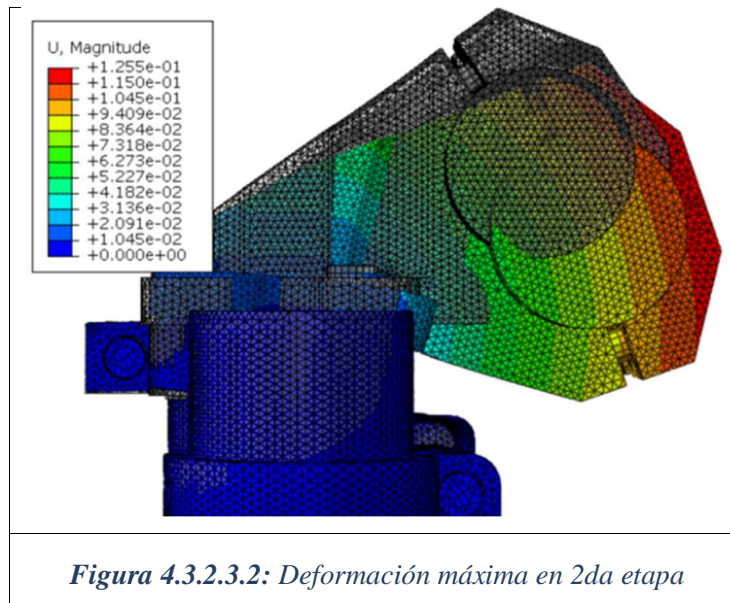 U, Magnitude
+1.255e-01
+1.150e-01
+1.045e-01
+9.409e-02
+8.364e-02
+7.318e-02
+6.273e-02
+5.227e-02
+4.182e-02
+3.136e-02
+2.091e-02
+1.045e-02
+0.000e+00
Figura 4.3.2.3.2: Deformación máxima en 2da etapa